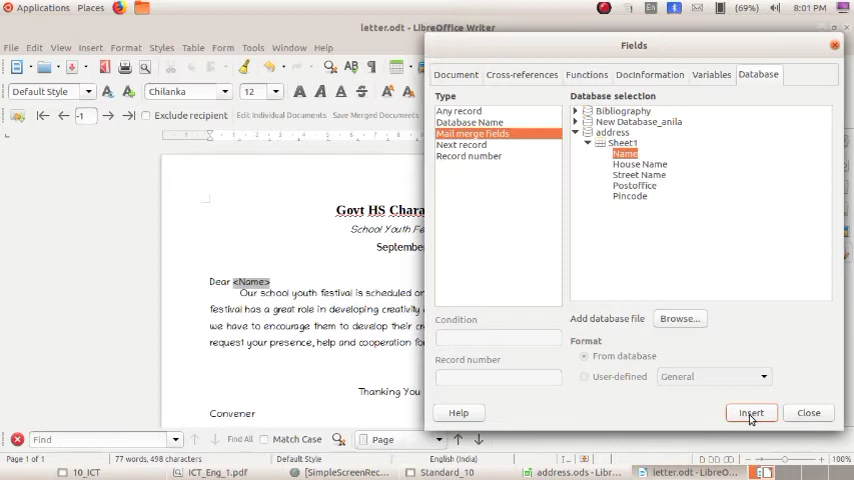 Applications Places En (69%) 8:01 PM
letter.odt - LibreOffice Writer
File Edit View Insert Format Styles Table Form Tools Window Help
Default Style Chilanka 12
-1 Exclude recipient Edit Individual Documents Save Merged Documents
Govt HS Chara
School Youth Fe
September
Dear <Name>
Our school youth festival is scheduled on
festival has a great role in developing creativity
we have to encourage them to develop their cr
request your presence, help and cooperation fo
Thanking You
Convener
Fields
Document Cross-references Functions DocInformation Variables Database
Type
Any record
Database Name
Mail merge fields
Next record
Record number
Database selection
Bibliography
New Database_anila
address
Sheet1
Name
House Name
Street Name
Postoffice
Pincode
Condition
Record number
Add database file Browse...
Format
From database
User-defined General
Help Insert Close
Find Find All Match Case Page
Page 1 of 1 77 words, 498 characters Default Style English (India) 100%
10_ICT ICT_Eng_1.pdf [SimpleScreenRec... Standard_10 address.ods - Libr... letter.odt - LibreO...